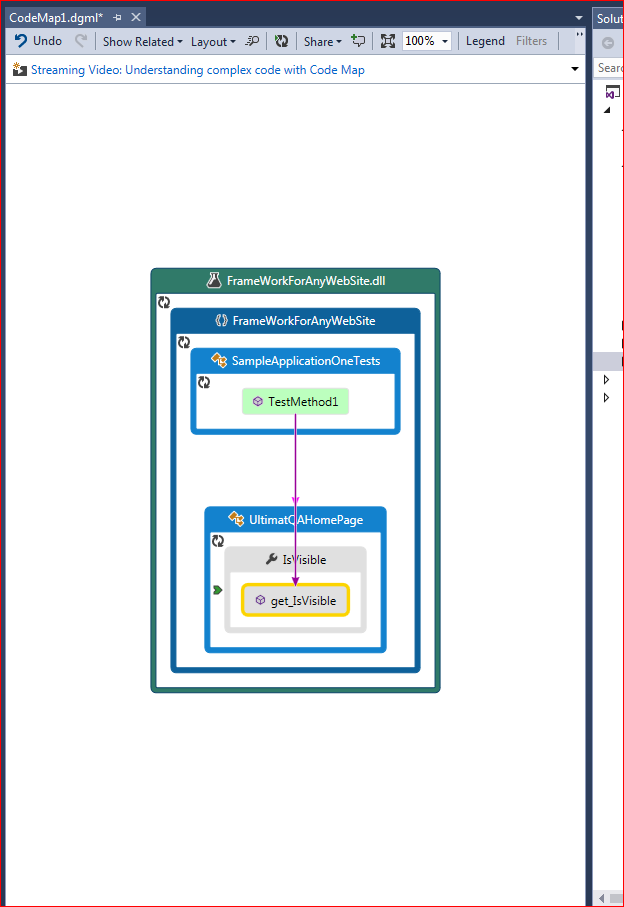 CodeMap1.dgml*
Undo Show Related Layout Share 100% Legend Filters
Streaming Video: Understanding complex code with Code Map
FrameWorkForAnyWebSite.dll
FrameWorkForAnyWebSite
SampleApplicationOneTests
TestMethod1
UltimatQAHomePage
IsVisible
get_IsVisible
Solut
Searc